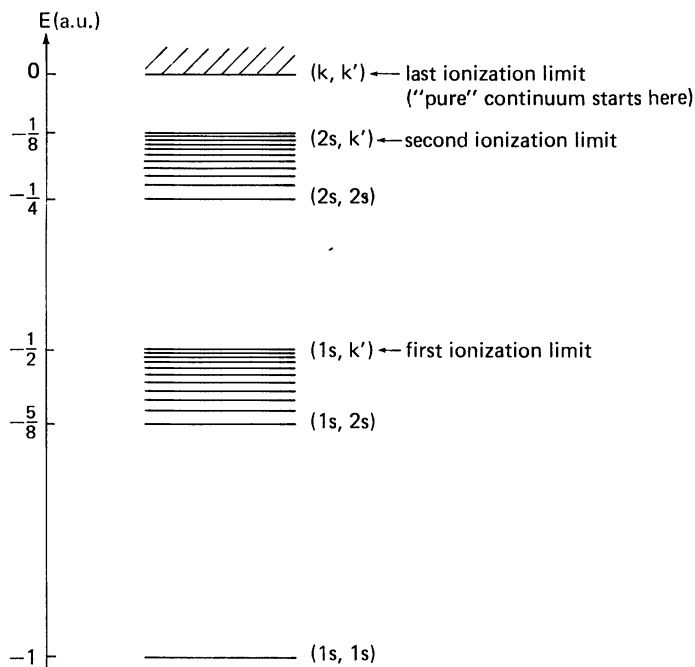 E(a.u.)
0
(k, k′) ← last ionization limit
("pure" continuum starts here)
−1/8
(2s, k′) ← second ionization limit
−1/4
(2s, 2s)
−1/2
(1s, k′) ← first ionization limit
−5/8
(1s, 2s)
−1
(1s, 1s)